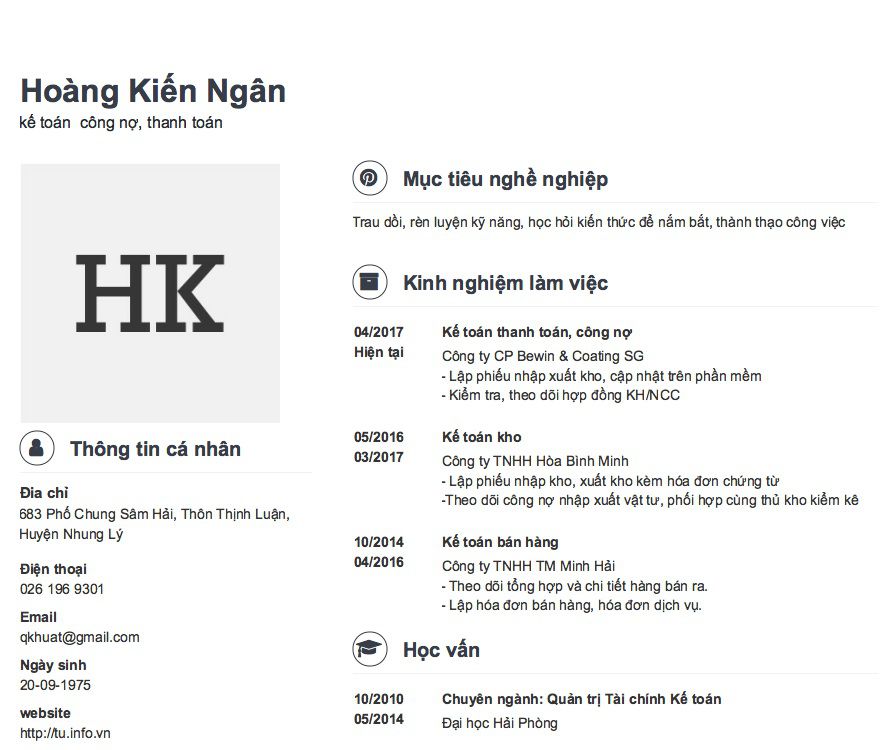 Hoàng Kiến Ngân
kế toán  công nợ, thanh toán
HK
Thông tin cá nhân
Đia chỉ
683 Phố Chung Sâm Hải, Thôn Thịnh Luận,
Huyện Nhung Lý
Điện thoại
026 196 9301
Email
qkhuat@gmail.com
Ngày sinh
20-09-1975
website
http://tu.info.vn
Mục tiêu nghề nghiệp
Trau dồi, rèn luyện kỹ năng, học hỏi kiến thức để nắm bắt, thành thạo công việc
Kinh nghiệm làm việc
04/2017
Hiện tại
Kế toán thanh toán, công nợ
Công ty CP Bewin & Coating SG
- Lập phiếu nhập xuất kho, cập nhật trên phần mềm
- Kiểm tra, theo dõi hợp đồng KH/NCC
05/2016
03/2017
Kế toán kho
Công ty TNHH Hòa Bình Minh
- Lập phiếu nhập kho, xuất kho kèm hóa đơn chứng từ
-Theo dõi công nợ nhập xuất vật tư, phối hợp cùng thủ kho kiểm kê
10/2014
04/2016
Kế toán bán hàng
Công ty TNHH TM Minh Hải
- Theo dõi tổng hợp và chi tiết hàng bán ra.
- Lập hóa đơn bán hàng, hóa đơn dịch vụ.
Học vấn
10/2010
05/2014
Chuyên ngành: Quản trị Tài chính Kế toán
Đại học Hải Phòng